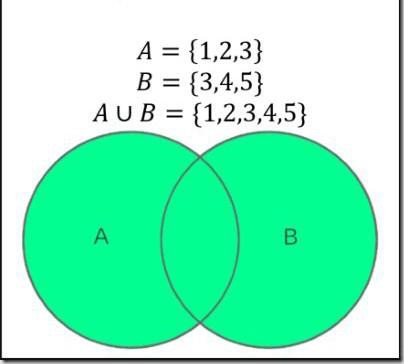 A = {1,2,3}
B = {3,4,5}
A ∪ B = {1,2,3,4,5}
A
B